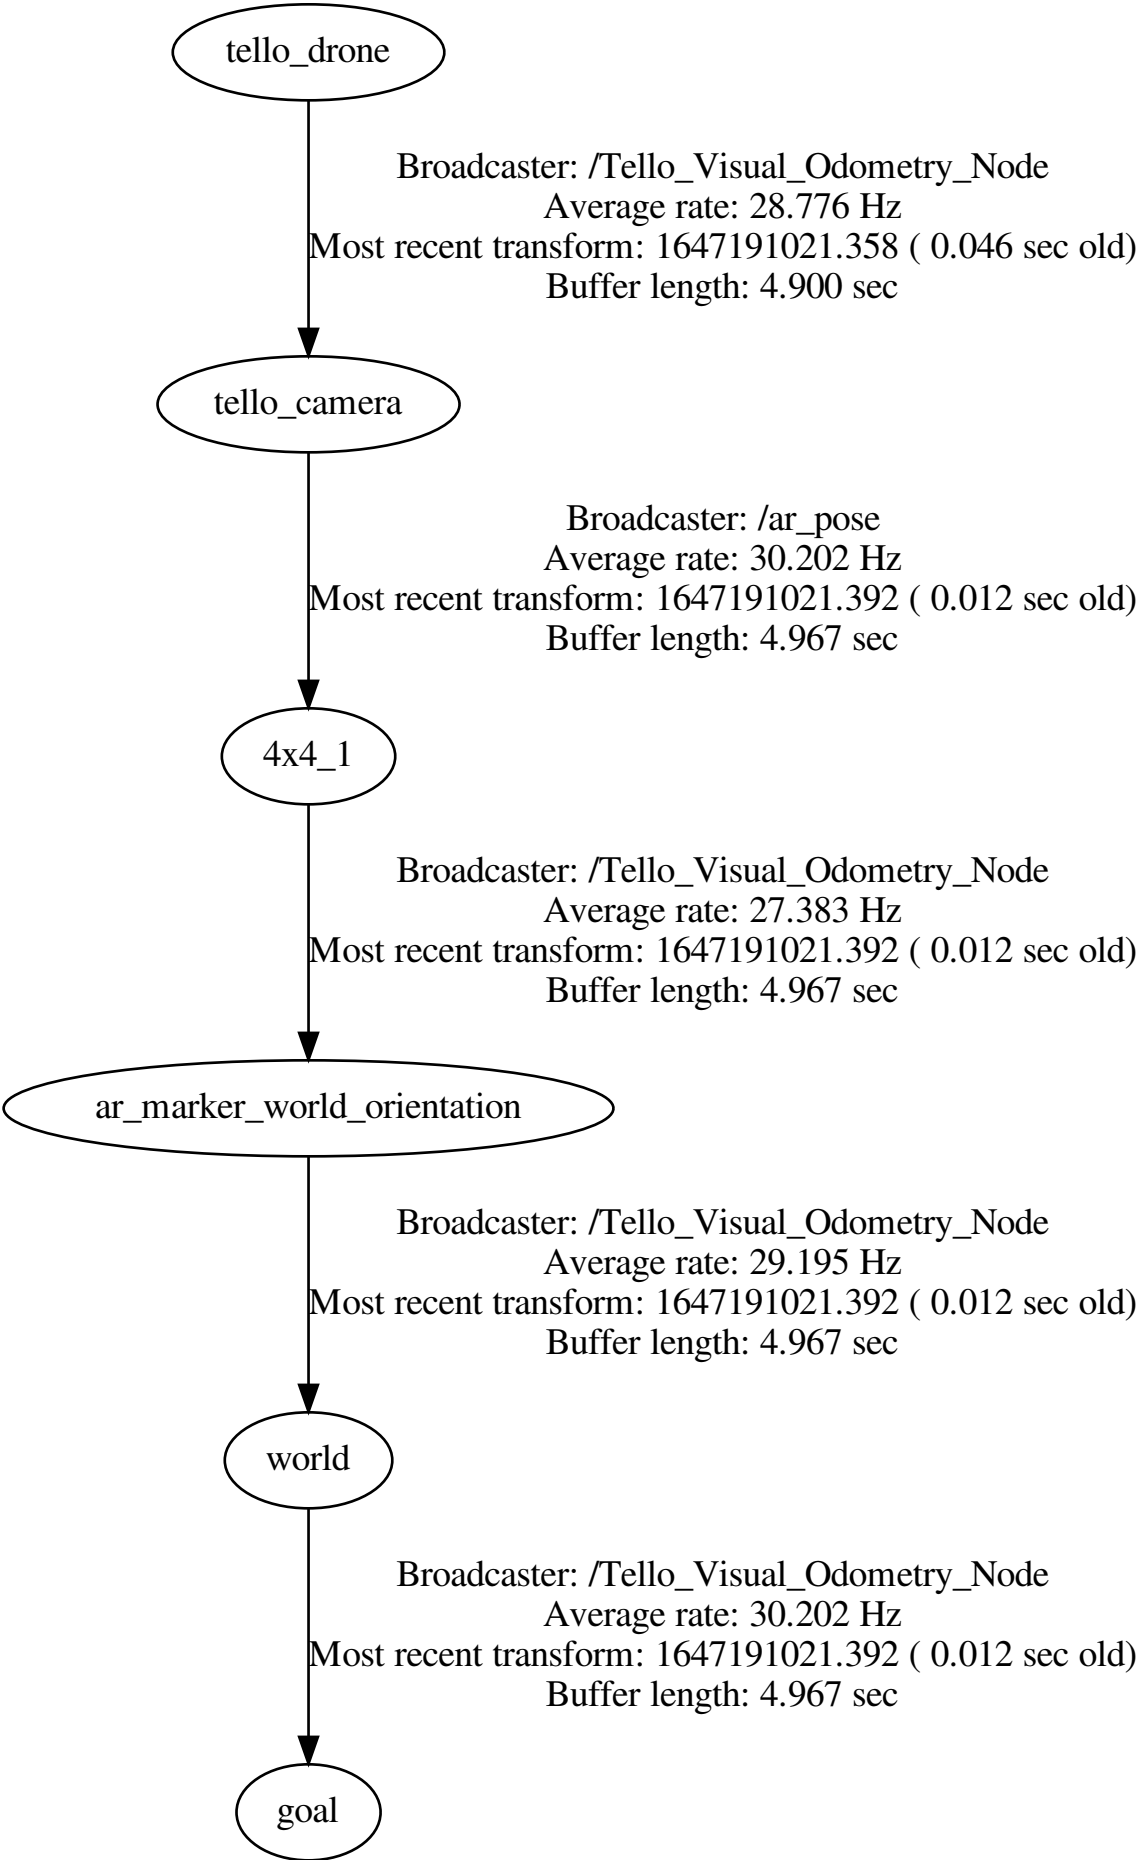 tello_drone
Broadcaster: /Tello_Visual_Odometry_Node
Average rate: 28.776 Hz
Most recent transform: 1647191021.358 ( 0.046 sec old)
Buffer length: 4.900 sec
tello_camera
Broadcaster: /ar_pose
Average rate: 30.202 Hz
Most recent transform: 1647191021.392 ( 0.012 sec old)
Buffer length: 4.967 sec
4x4_1
Broadcaster: /Tello_Visual_Odometry_Node
Average rate: 27.383 Hz
Most recent transform: 1647191021.392 ( 0.012 sec old)
Buffer length: 4.967 sec
ar_marker_world_orientation
Broadcaster: /Tello_Visual_Odometry_Node
Average rate: 29.195 Hz
Most recent transform: 1647191021.392 ( 0.012 sec old)
Buffer length: 4.967 sec
world
Broadcaster: /Tello_Visual_Odometry_Node
Average rate: 30.202 Hz
Most recent transform: 1647191021.392 ( 0.012 sec old)
Buffer length: 4.967 sec
goal